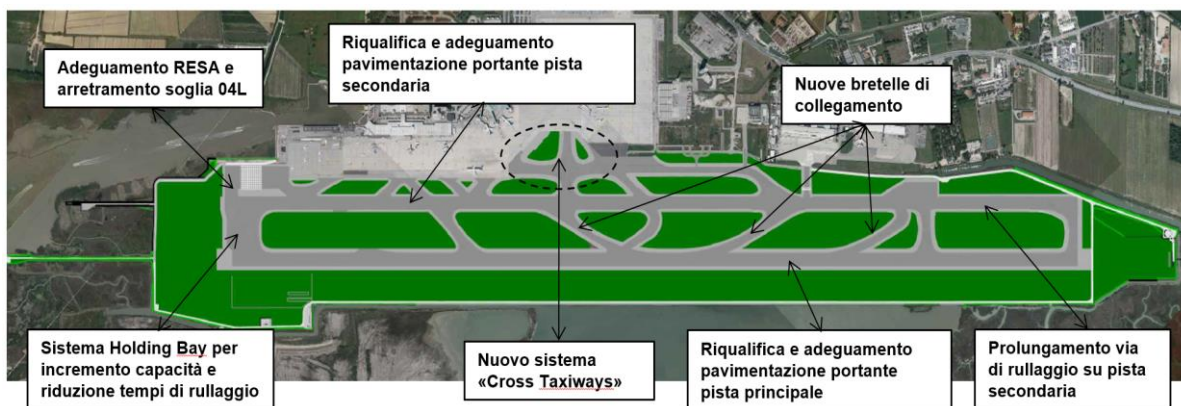 Riqualifica e adeguamento
pavimentazione portante pista
secondaria
Adeguamento RESA e
arretramento soglia 04L
Nuove bretelle di
collegamento
Sistema Holding Bay per
incremento capacità e
riduzione tempi di rullaggio
Nuovo sistema
«Cross Taxiways»
Riqualifica e adeguamento
pavimentazione portante
pista principale
Prolungamento via
di rullaggio su pista
secondaria